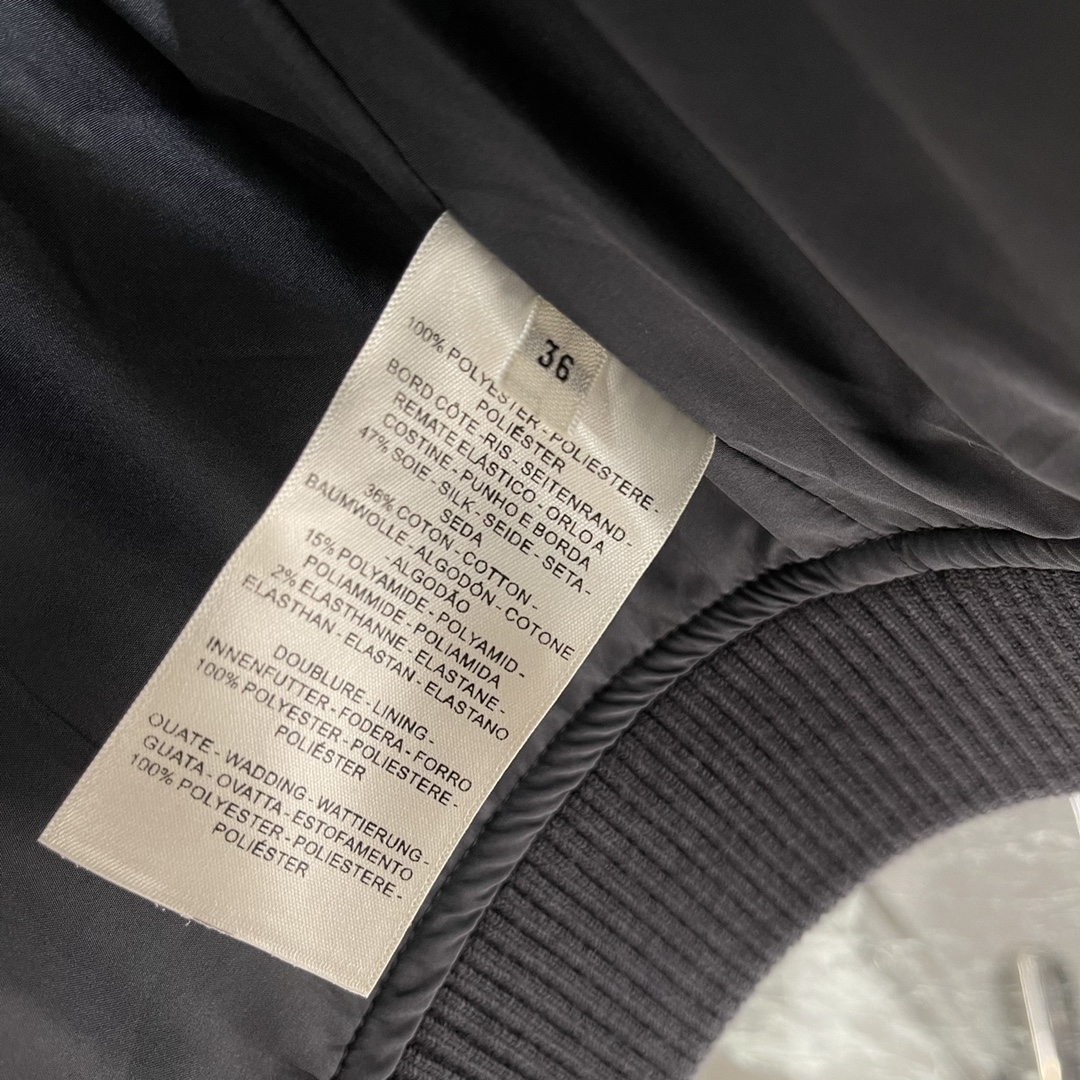 36
100% POLYESTER - POLIESTERE -
POLIÉSTER
BORD CÔTE - RIS - SEITENRAND -
REMATE ELÁSTICO - ORLO A
COSTINE - PUNHO E BORDA
47% SOIE - SILK - SEIDE - SETA -
SEDA
36% COTON - COTTON -
BAUMWOLLE - ALGODÓN - COTONE
- ALGODÃO
15% POLYAMIDE - POLYAMID -
POLIAMMIDE - POLIAMIDA
2% ELASTHANNE - ELASTANE -
ELASTHAN - ELASTAN - ELASTANO
DOUBLURE - LINING -
INNENFUTTER - FODERA - FORRO
100% POLYESTER - POLIESTERE -
POLIÉSTER
OUATE - WADDING - WATTIERUNG -
GUATA - OVATTA - ESTOFAMENTO
100% POLYESTER - POLIESTERE -
POLIÉSTER